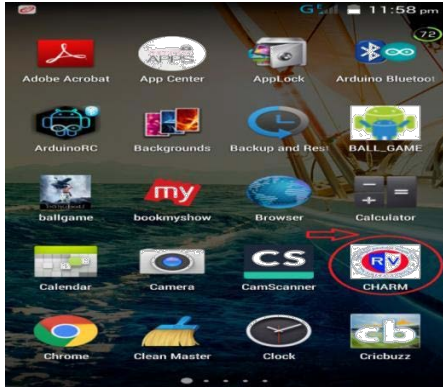 G 11:58 pm
72
Adobe Acrobat App Center AppLock Arduino Bluetoot
APPS
ArduinoRC Backgrounds Backup and Rest BALL_GAME
my
ballgame bookmyshow Browser Calculator
CS
RV
Calendar Camera CamScanner CHARM
cb
Chrome Clean Master Clock Cricbuzz